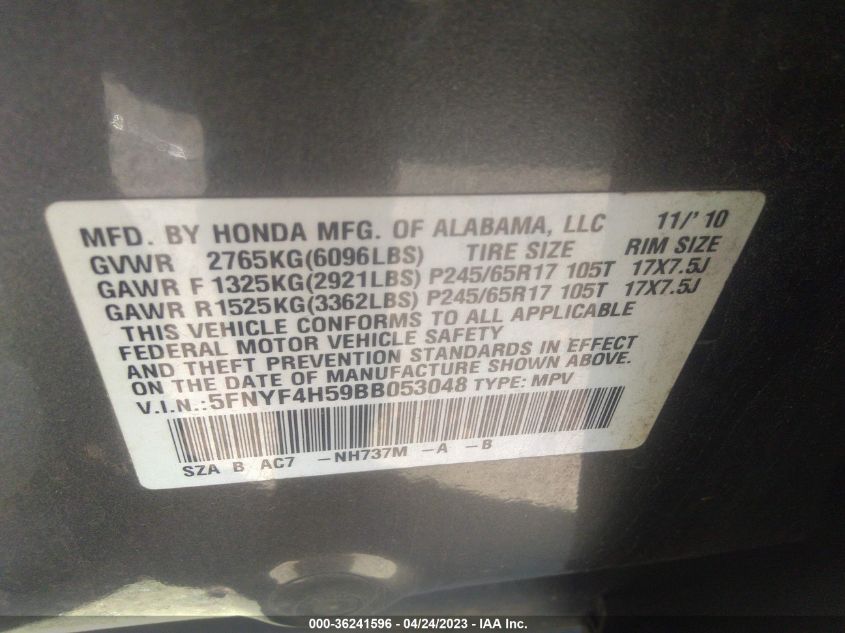 MFD. BY HONDA MFG. OF ALABAMA, LLC 11/'10
GVWR 2765KG(6096LBS) TIRE SIZE RIM SIZE
GAWR F 1325KG(2921LBS) P245/65R17 105T 17X7.5J
GAWR R 1525KG(3362LBS) P245/65R17 105T 17X7.5J
THIS VEHICLE CONFORMS TO ALL APPLICABLE
FEDERAL MOTOR VEHICLE SAFETY
AND THEFT PREVENTION STANDARDS IN EFFECT
ON THE DATE OF MANUFACTURE SHOWN ABOVE.
V.I.N.:5FNYF4H59BB053048 TYPE: MPV
SZA B AC7 -NH737M -A -B
000-36241596 - 04/24/2023 - IAA Inc.